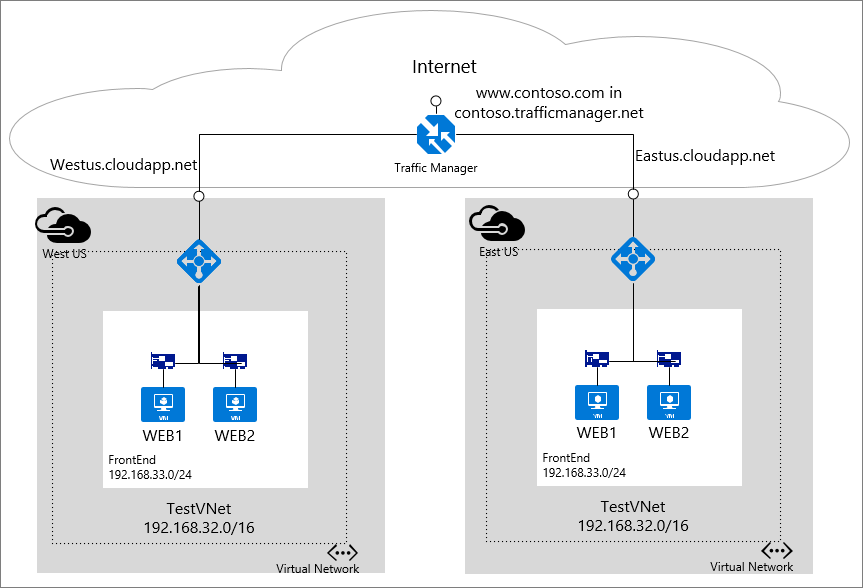 Internet
www.contoso.com in
contoso.trafficmanager.net
Traffic Manager
Westus.cloudapp.net
Eastus.cloudapp.net
West US
VM
VM
WEB1
WEB2
FrontEnd
192.168.33.0/24
TestVNet
192.168.32.0/16
Virtual Network
East US
VM
VM
WEB1
WEB2
FrontEnd
192.168.33.0/24
TestVNet
192.168.32.0/16
Virtual Network